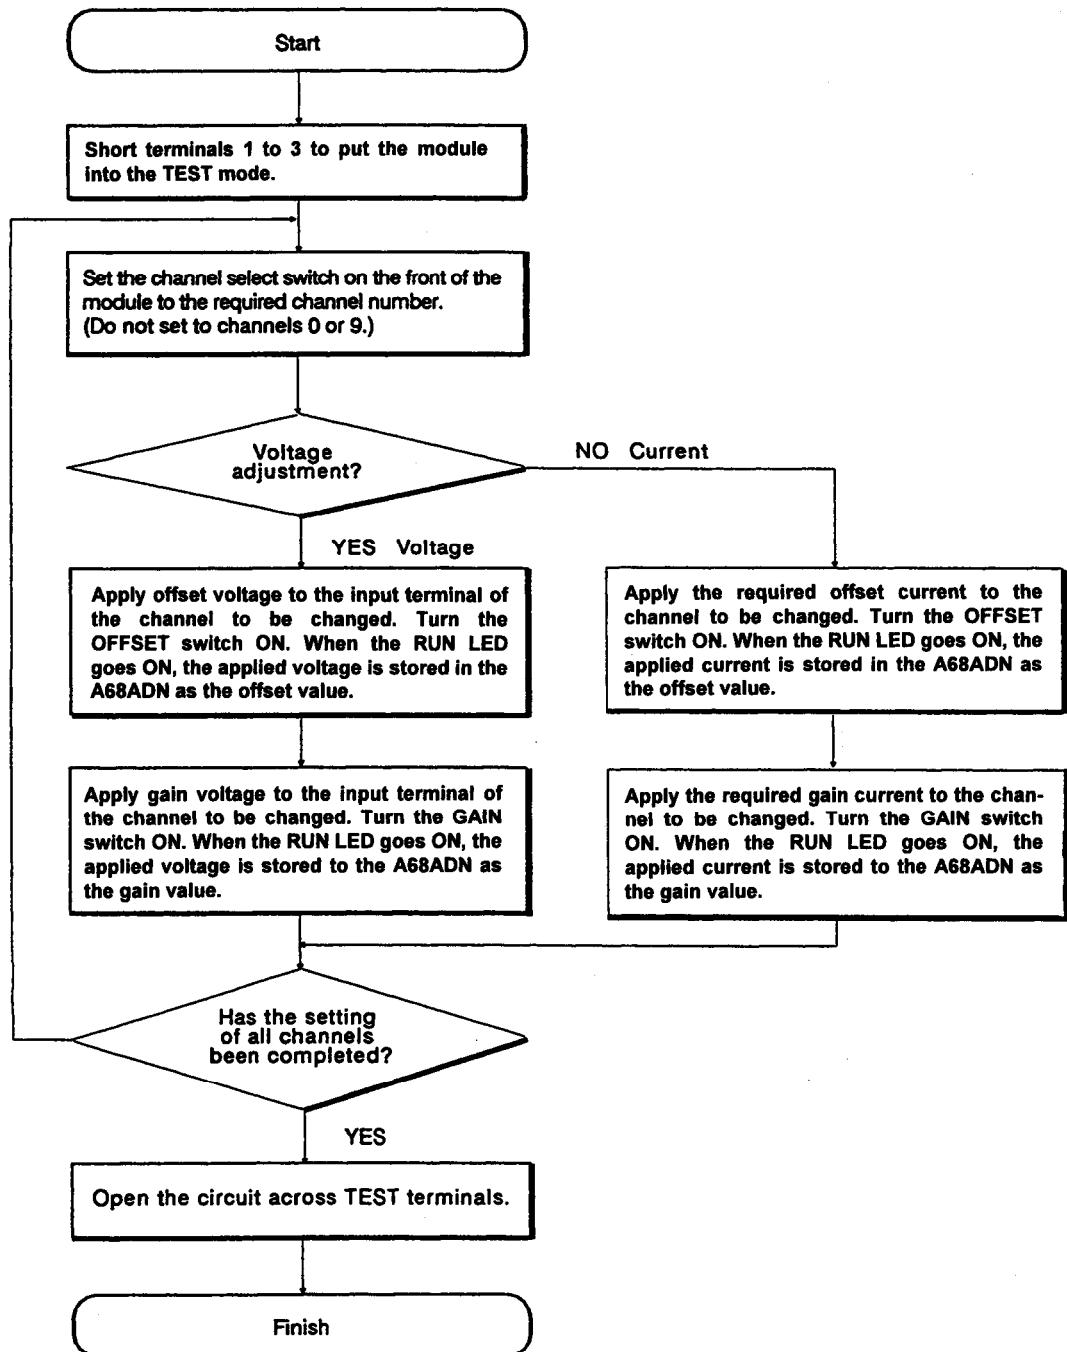 Start
Short terminals 1 to 3 to put the module
into the TEST mode.
Set the channel select switch on the front of the
module to the required channel number.
(Do not set to channels 0 or 9.)
Voltage
adjustment?
NO Current
YES Voltage
Apply offset voltage to the input terminal of
the channel to be changed. Turn the
OFFSET switch ON. When the RUN LED
goes ON, the applied voltage is stored in the
A68ADN as the offset value.
Apply the required offset current to the
channel to be changed. Turn the OFFSET
switch ON. When the RUN LED goes ON, the
applied current is stored in the A68ADN as
the offset value.
Apply gain voltage to the input terminal of
the channel to be changed. Turn the GAIN
switch ON. When the RUN LED goes ON, the
applied voltage is stored to the A68ADN as
the gain value.
Apply the required gain current to the chan-
nel to be changed. Turn the GAIN switch
ON. When the RUN LED goes ON, the
applied current is stored to the A68ADN as
the gain value.
Has the setting
of all channels
been completed?
YES
Open the circuit across TEST terminals.
Finish